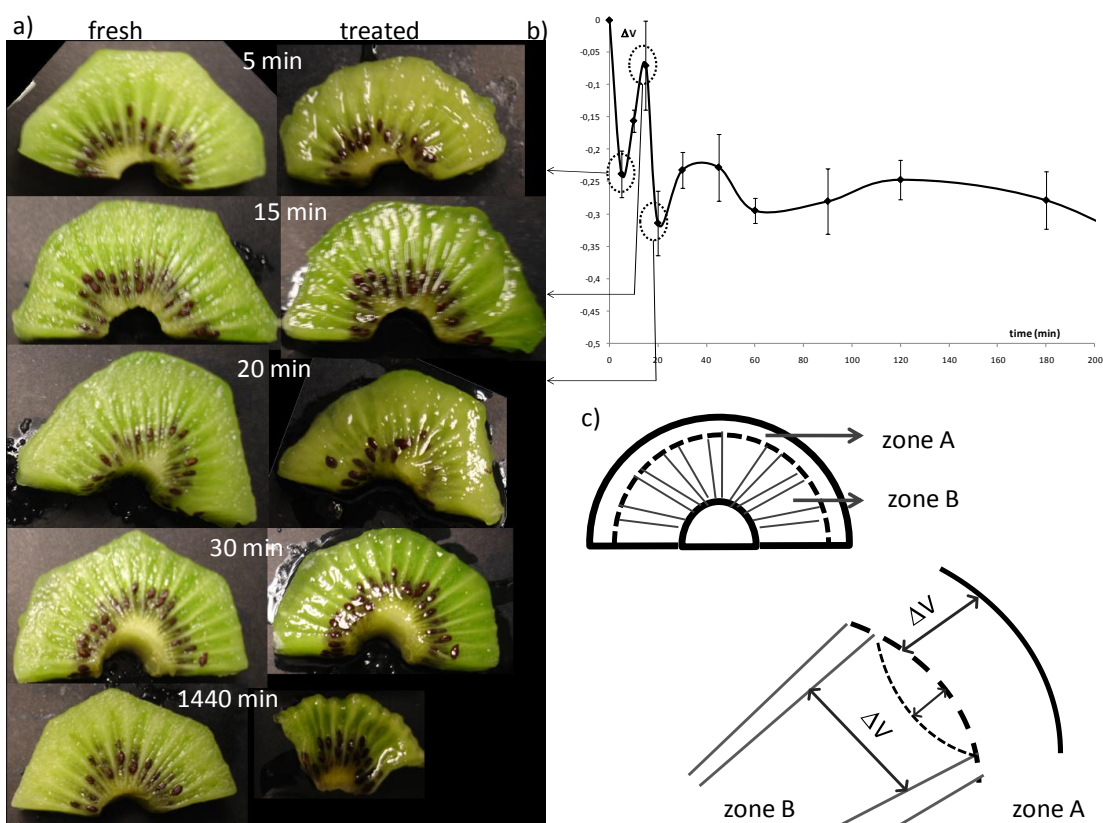 a)
fresh
treated
5 min
15 min
20 min
30 min
1440 min
b)
ΔV
0
-0,05
-0,1
-0,15
-0,2
-0,25
-0,3
-0,35
-0,4
-0,45
-0,5
time (min)
0 20 40 60 80 100 120 140 160 180 200
c)
zone A
zone B
ΔV
ΔV
zone B
zone A